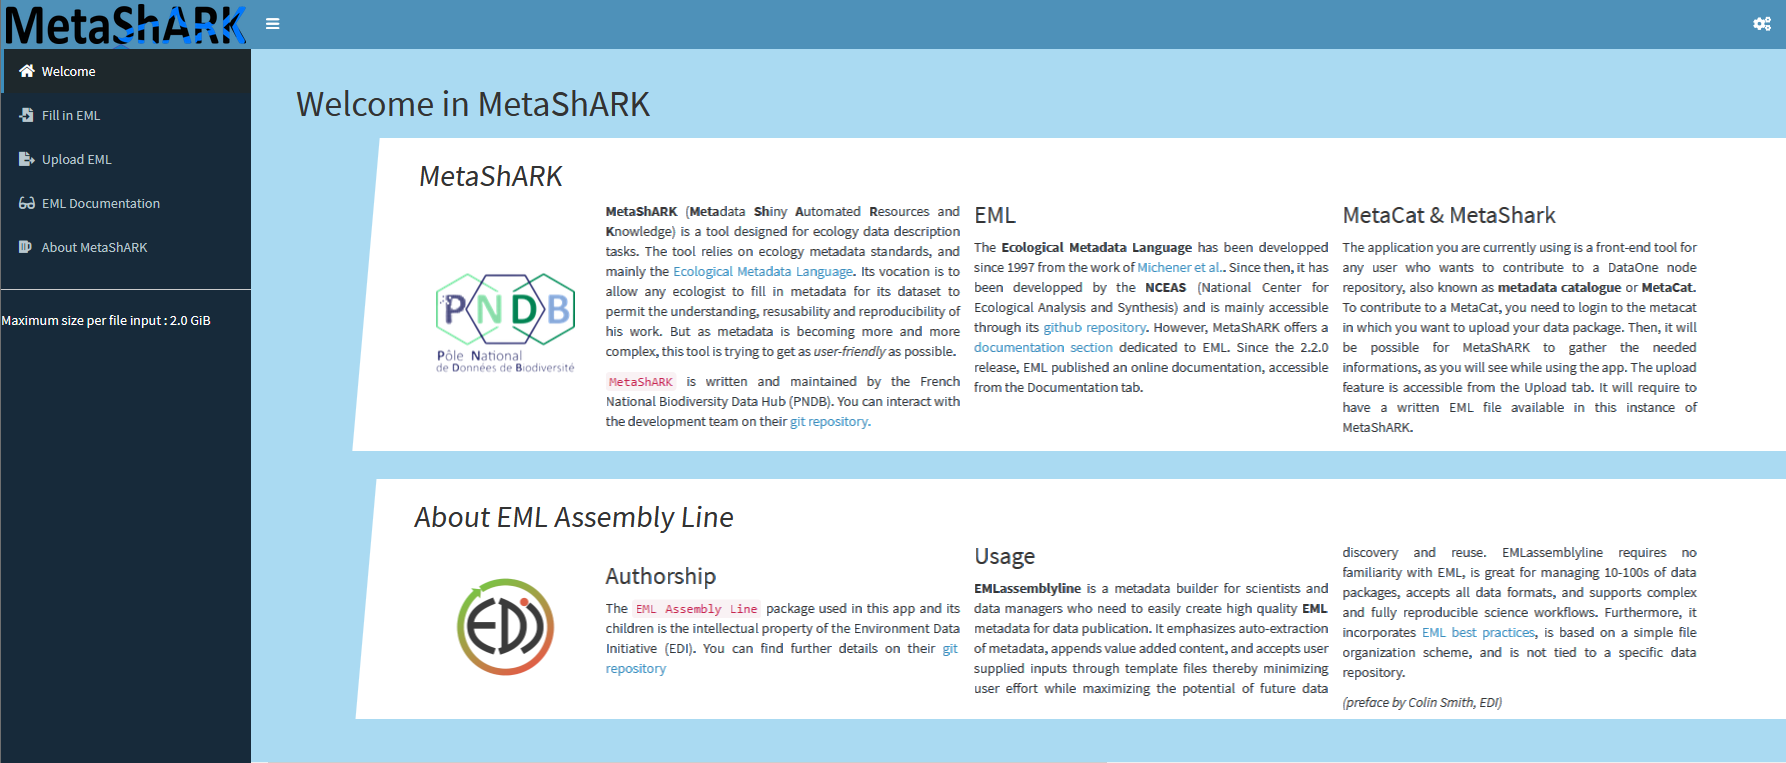 MetaShARK
Welcome
Fill in EML
Upload EML
EML Documentation
About MetaShARK
Maximum size per file input : 2.0 GiB
Welcome in MetaShARK
MetaShARK
PNDB
Pôle National
de Données de Biodiversité
MetaShARK (Metadata Shiny Automated Resources and
Knowledge) is a tool designed for ecology data description
tasks. The tool relies on ecology metadata standards, and
mainly the Ecological Metadata Language. Its vocation is to
allow any ecologist to fill in metadata for its dataset to
permit the understanding, resusability and reproducibility of
his work. But as metadata is becoming more and more
complex, this tool is trying to get as user-friendly as possible.
MetaShARK is written and maintained by the French
National Biodiversity Data Hub (PNDB). You can interact with
the development team on their git repository.
EML
The Ecological Metadata Language has been developped
since 1997 from the work of Michener et al.. Since then, it has
been developped by the NCEAS (National Center for
Ecological Analysis and Synthesis) and is mainly accessible
through its github repository. However, MetaShARK offers a
documentation section dedicated to EML. Since the 2.2.0
release, EML published an online documentation, accessible
from the Documentation tab.
MetaCat & MetaShark
The application you are currently using is a front-end tool for
any user who wants to contribute to a DataOne node
repository, also known as metadata catalogue or MetaCat.
To contribute to a MetaCat, you need to login to the metacat
in which you want to upload your data package. Then, it will
be possible for MetaShARK to gather the needed
informations, as you will see while using the app. The upload
feature is accessible from the Upload tab. It will require to
have a written EML file available in this instance of
MetaShARK.
About EML Assembly Line
EDI
Authorship
The EML Assembly Line package used in this app and its
children is the intellectual property of the Environment Data
Initiative (EDI). You can find further details on their git
repository
Usage
EMLassemblyline is a metadata builder for scientists and
data managers who need to easily create high quality EML
metadata for data publication. It emphasizes auto-extraction
of metadata, appends value added content, and accepts user
supplied inputs through template files thereby minimizing
user effort while maximizing the potential of future data
discovery and reuse. EMLassemblyline requires no
familiarity with EML, is great for managing 10-100s of data
packages, accepts all data formats, and supports complex
and fully reproducible science workflows. Furthermore, it
incorporates EML best practices, is based on a simple file
organization scheme, and is not tied to a specific data
repository.
(preface by Colin Smith, EDI)